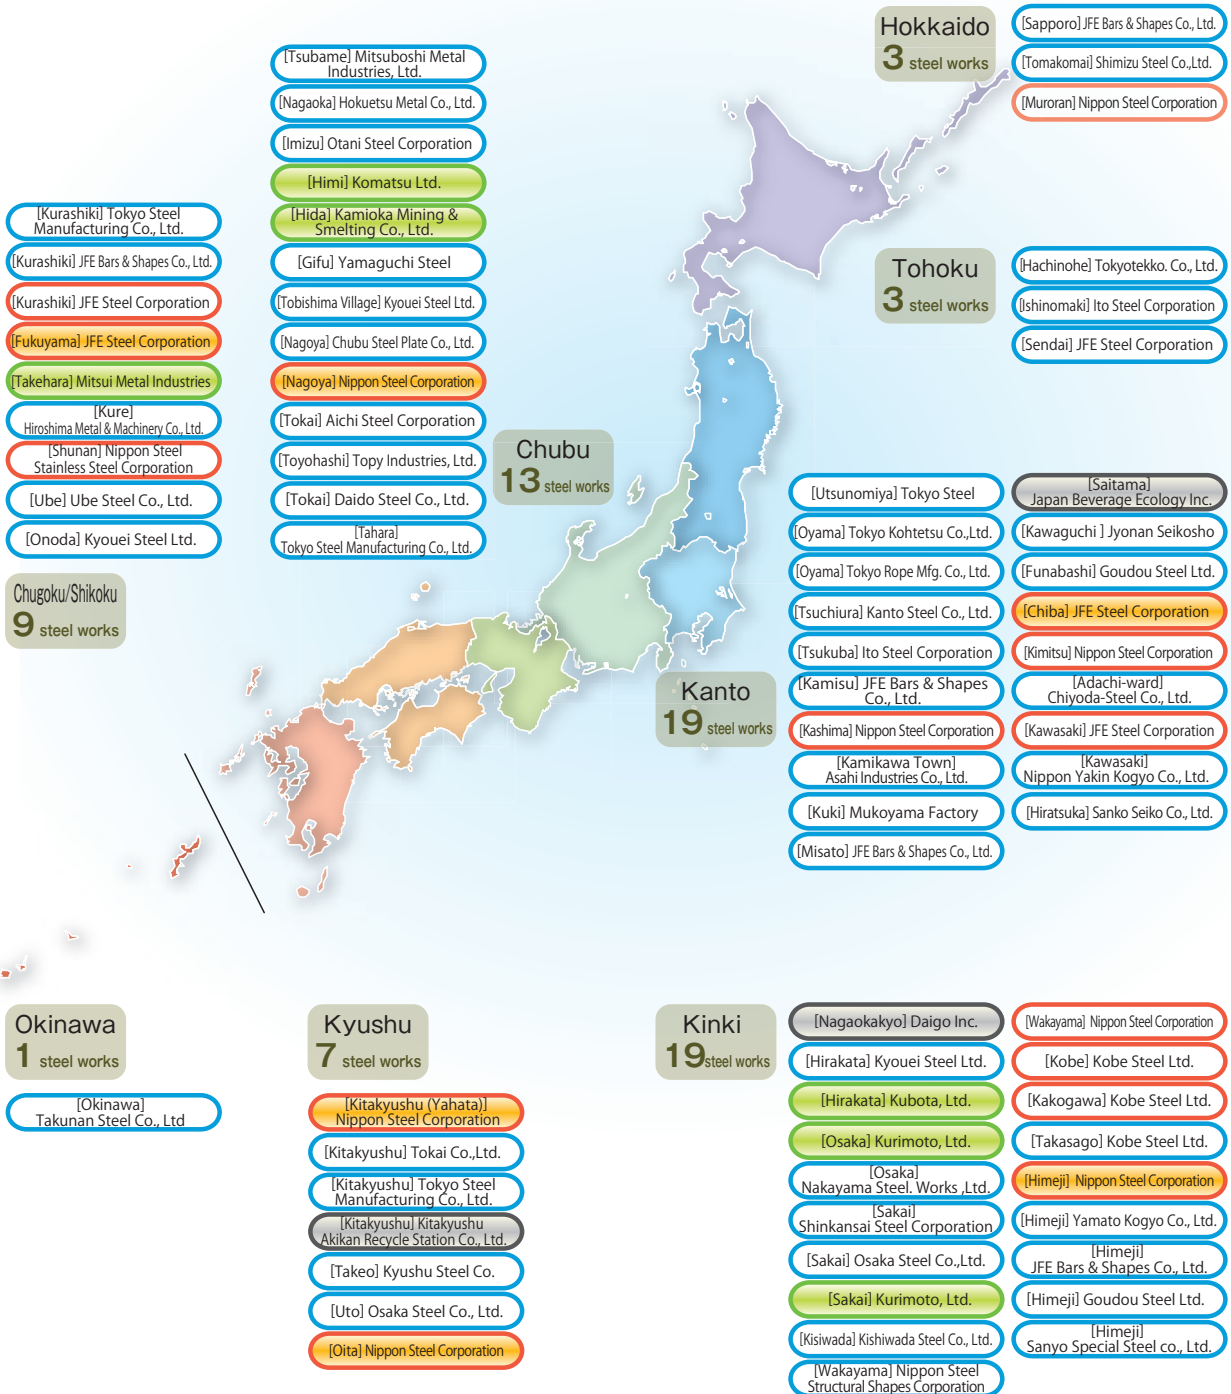 Hokkaido
3 steel works
[Sapporo] JFE Bars & Shapes Co., Ltd.
[Tomakomai] Shimizu Steel Co.,Ltd.
[Muroran] Nippon Steel Corporation
[Tsubame] Mitsuboshi Metal
Industries, Ltd.
[Nagaoka] Hokuetsu Metal Co., Ltd.
[Imizu] Otani Steel Corporation
[Himi] Komatsu Ltd.
[Hida] Kamioka Mining &
Smelting Co., Ltd.
[Gifu] Yamaguchi Steel
[Tobishima Village] Kyouei Steel Ltd.
[Nagoya] Chubu Steel Plate Co., Ltd.
[Nagoya] Nippon Steel Corporation
[Tokai] Aichi Steel Corporation
[Toyohashi] Topy Industries, Ltd.
[Tokai] Daido Steel Co., Ltd.
[Tahara]
Tokyo Steel Manufacturing Co., Ltd.
Chubu
13 steel works
[Kurashiki] Tokyo Steel
Manufacturing Co., Ltd.
[Kurashiki] JFE Bars & Shapes Co., Ltd.
[Kurashiki] JFE Steel Corporation
[Fukuyama] JFE Steel Corporation
[Takehara] Mitsui Metal Industries
[Kure]
Hiroshima Metal & Machinery Co., Ltd.
[Shunan] Nippon Steel
Stainless Steel Corporation
[Ube] Ube Steel Co., Ltd.
[Onoda] Kyouei Steel Ltd.
Chugoku/Shikoku
9 steel works
Tohoku
3 steel works
[Hachinohe] Tokyotekko. Co., Ltd.
[Ishinomaki] Ito Steel Corporation
[Sendai] JFE Steel Corporation
Kanto
19 steel works
[Utsunomiya] Tokyo Steel
[Oyama] Tokyo Kohtetsu Co.,Ltd.
[Oyama] Tokyo Rope Mfg. Co., Ltd.
[Tsuchiura] Kanto Steel Co., Ltd.
[Tsukuba] Ito Steel Corporation
[Kamisu] JFE Bars & Shapes
Co., Ltd.
[Kashima] Nippon Steel Corporation
[Kamikawa Town]
Asahi Industries Co., Ltd.
[Kuki] Mukoyama Factory
[Misato] JFE Bars & Shapes Co., Ltd.
[Saitama]
Japan Beverage Ecology Inc.
[Kawaguchi ] Jyonan Seikosho
[Funabashi] Goudou Steel Ltd.
[Chiba] JFE Steel Corporation
[Kimitsu] Nippon Steel Corporation
[Adachi-ward]
Chiyoda-Steel Co., Ltd.
[Kawasaki] JFE Steel Corporation
[Kawasaki]
Nippon Yakin Kogyo Co., Ltd.
[Hiratsuka] Sanko Seiko Co., Ltd.
Okinawa
1 steel works
[Okinawa]
Takunan Steel Co., Ltd
Kyushu
7 steel works
[Kitakyushu (Yahata)]
Nippon Steel Corporation
[Kitakyushu] Tokai Co.,Ltd.
[Kitakyushu] Tokyo Steel
Manufacturing Co., Ltd.
[Kitakyushu] Kitakyushu
Akikan Recycle Station Co., Ltd.
[Takeo] Kyushu Steel Co.
[Uto] Osaka Steel Co., Ltd.
[Oita] Nippon Steel Corporation
Kinki
19 steel works
[Nagaokakyo] Daigo Inc.
[Hirakata] Kyouei Steel Ltd.
[Hirakata] Kubota, Ltd.
[Osaka] Kurimoto, Ltd.
[Osaka]
Nakayama Steel. Works ,Ltd.
[Sakai]
Shinkansai Steel Corporation
[Sakai] Osaka Steel Co.,Ltd.
[Sakai] Kurimoto, Ltd.
[Kisiwada] Kishiwada Steel Co., Ltd.
[Wakayama] Nippon Steel
Structural Shapes Corporation
[Wakayama] Nippon Steel Corporation
[Kobe] Kobe Steel Ltd.
[Kakogawa] Kobe Steel Ltd.
[Takasago] Kobe Steel Ltd.
[Himeji] Nippon Steel Corporation
[Himeji] Yamato Kogyo Co., Ltd.
[Himeji]
JFE Bars & Shapes Co., Ltd.
[Himeji] Goudou Steel Ltd.
[Himeji]
Sanyo Special Steel co., Ltd.